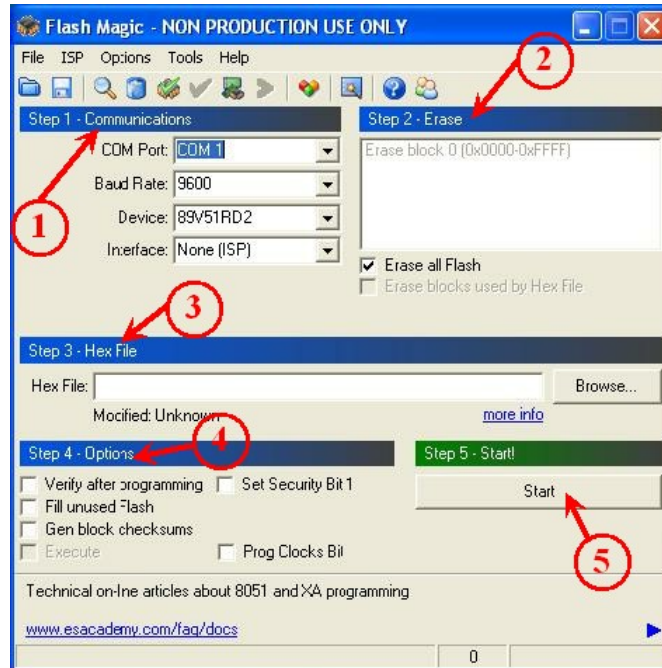 Flash Magic - NON PRODUCTION USE ONLY
File ISP Options Tools Help
2
Step 1 - Communications
Step 2 - Erase
COM Port: COM 1
Erase block 0 (0x0000-0xFFFF)
Baud Rate: 9600
1
Device: 89V51RD2
Interface: None (ISP)
Erase all Flash
Erase blocks used by Hex File
3
Step 3 - Hex File
Hex File:
Browse...
Modified: Unknown
more info
4
Step 4 - Options
Step 5 - Start!
Verify after programming Set Security Bit 1
Start
Fill unused Flash
Gen block checksums
5
Execute Prog Clocks Bit
Technical on-line articles about 8051 and XA programming
www.esacademy.com/faq/docs
0